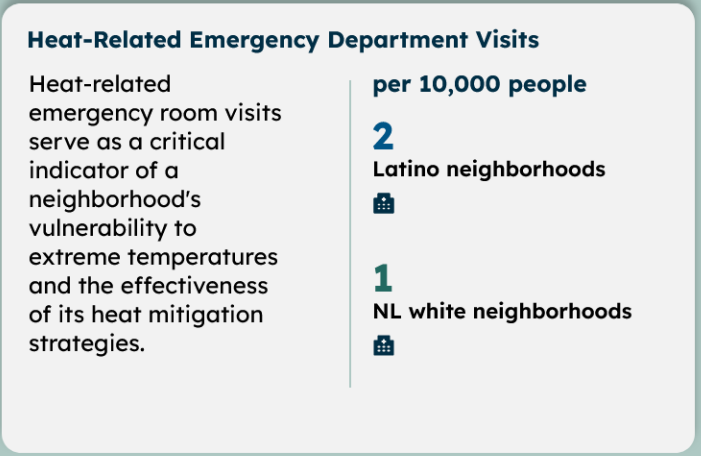 Heat-Related Emergency Department Visits
Heat-related
emergency room visits
serve as a critical
indicator of a
neighborhood's
vulnerability to
extreme temperatures
and the effectiveness
of its heat mitigation
strategies.
per 10,000 people
2
Latino neighborhoods
1
NL white neighborhoods